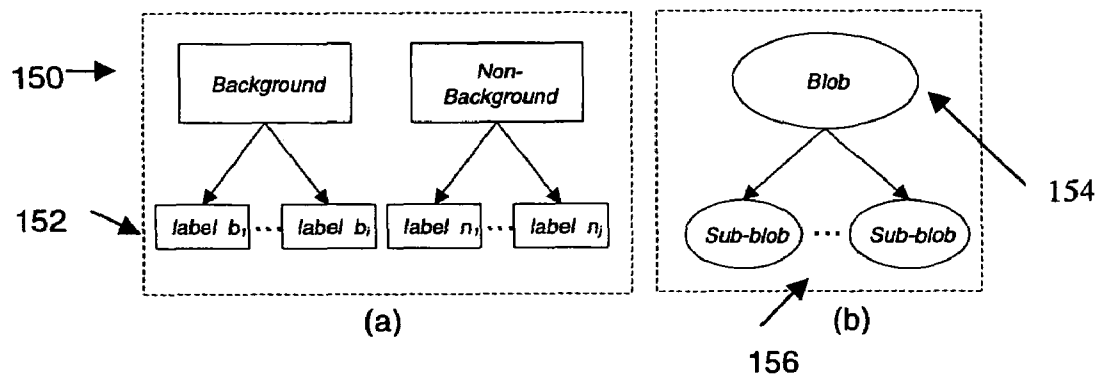 150
Background
Non-
Background
Blob
154
152
label b₁ ... label bᵢ
label n₁ ... label nⱼ
Sub-blob ... Sub-blob
(a)
(b)
156